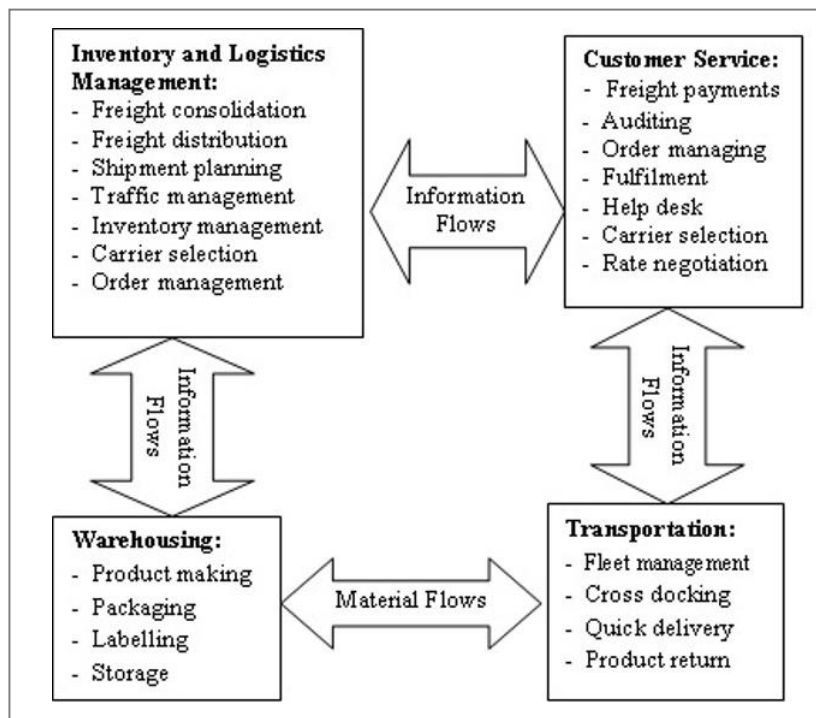 Inventory and Logistics
Management:
- Freight consolidation
- Freight distribution
- Shipment planning
- Traffic management
- Inventory management
- Carrier selection
- Order management
Information
Flows
Customer Service:
- Freight payments
- Auditing
- Order managing
- Fulfilment
- Help desk
- Carrier selection
- Rate negotiation
Information
Flows
Information
Flows
Warehousing:
- Product making
- Packaging
- Labelling
- Storage
Material Flows
Transportation:
- Fleet management
- Cross docking
- Quick delivery
- Product return